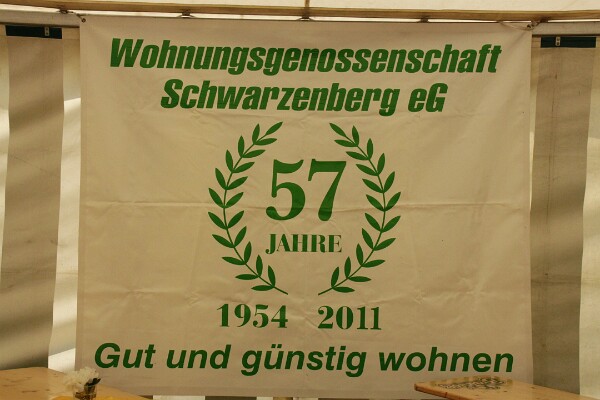 Wohnungsgenossenschaft
Schwarzenberg eG
57
JAHRE
1954 2011
Gut und günstig wohnen